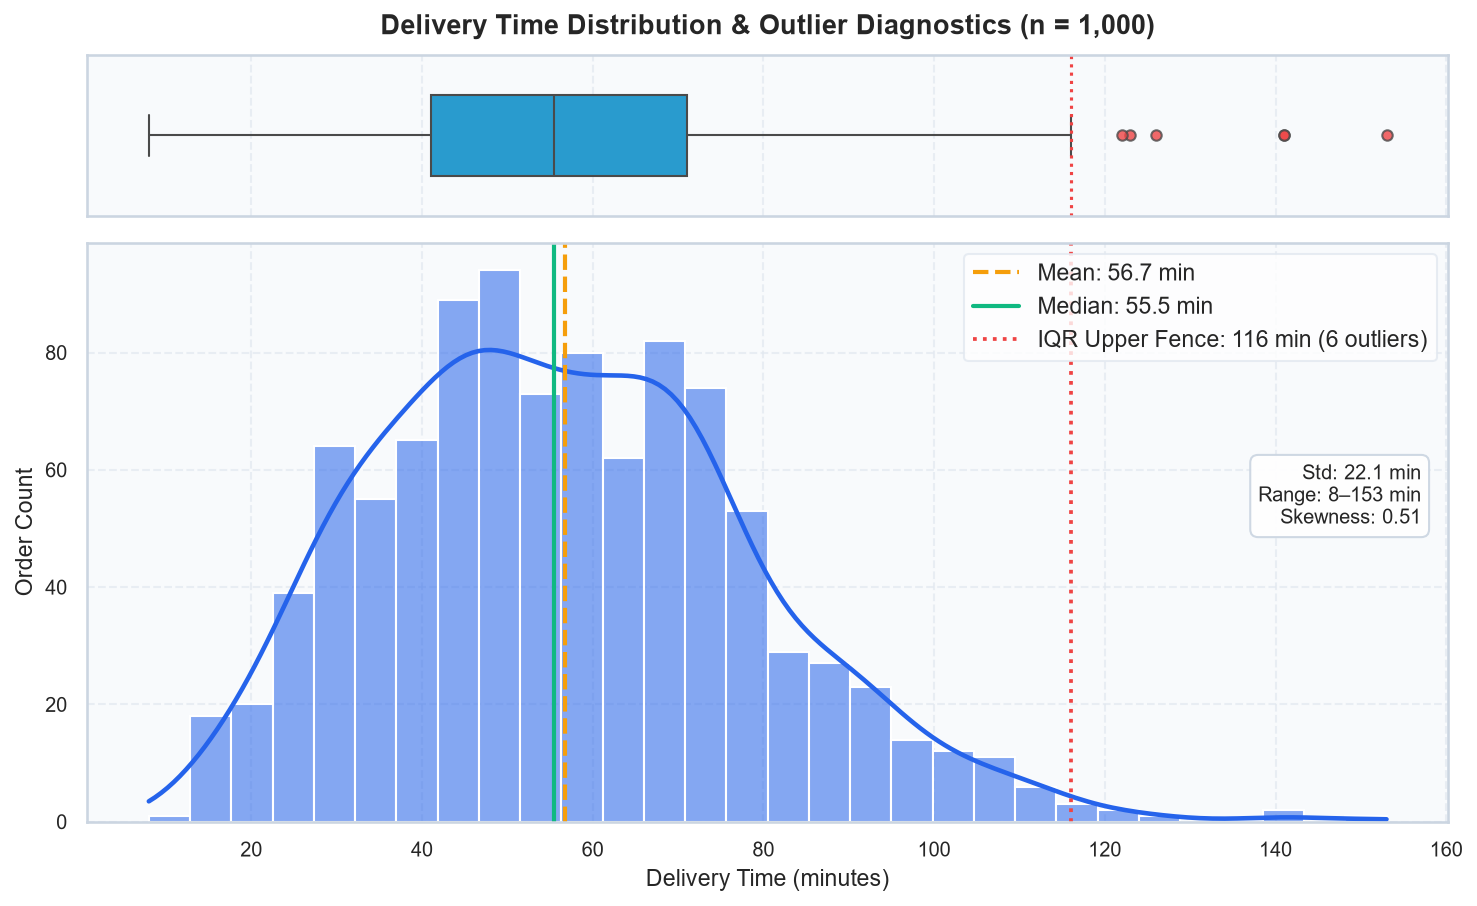 Delivery Time Distribution & Outlier Diagnostics (n = 1,000)
Mean: 56.7 min
Median: 55.5 min
IQR Upper Fence: 116 min (6 outliers)
Std: 22.1 min
Range: 8–153 min
Skewness: 0.51
Order Count
80
60
40
20
0
20 40 60 80 100 120 140 160
Delivery Time (minutes)